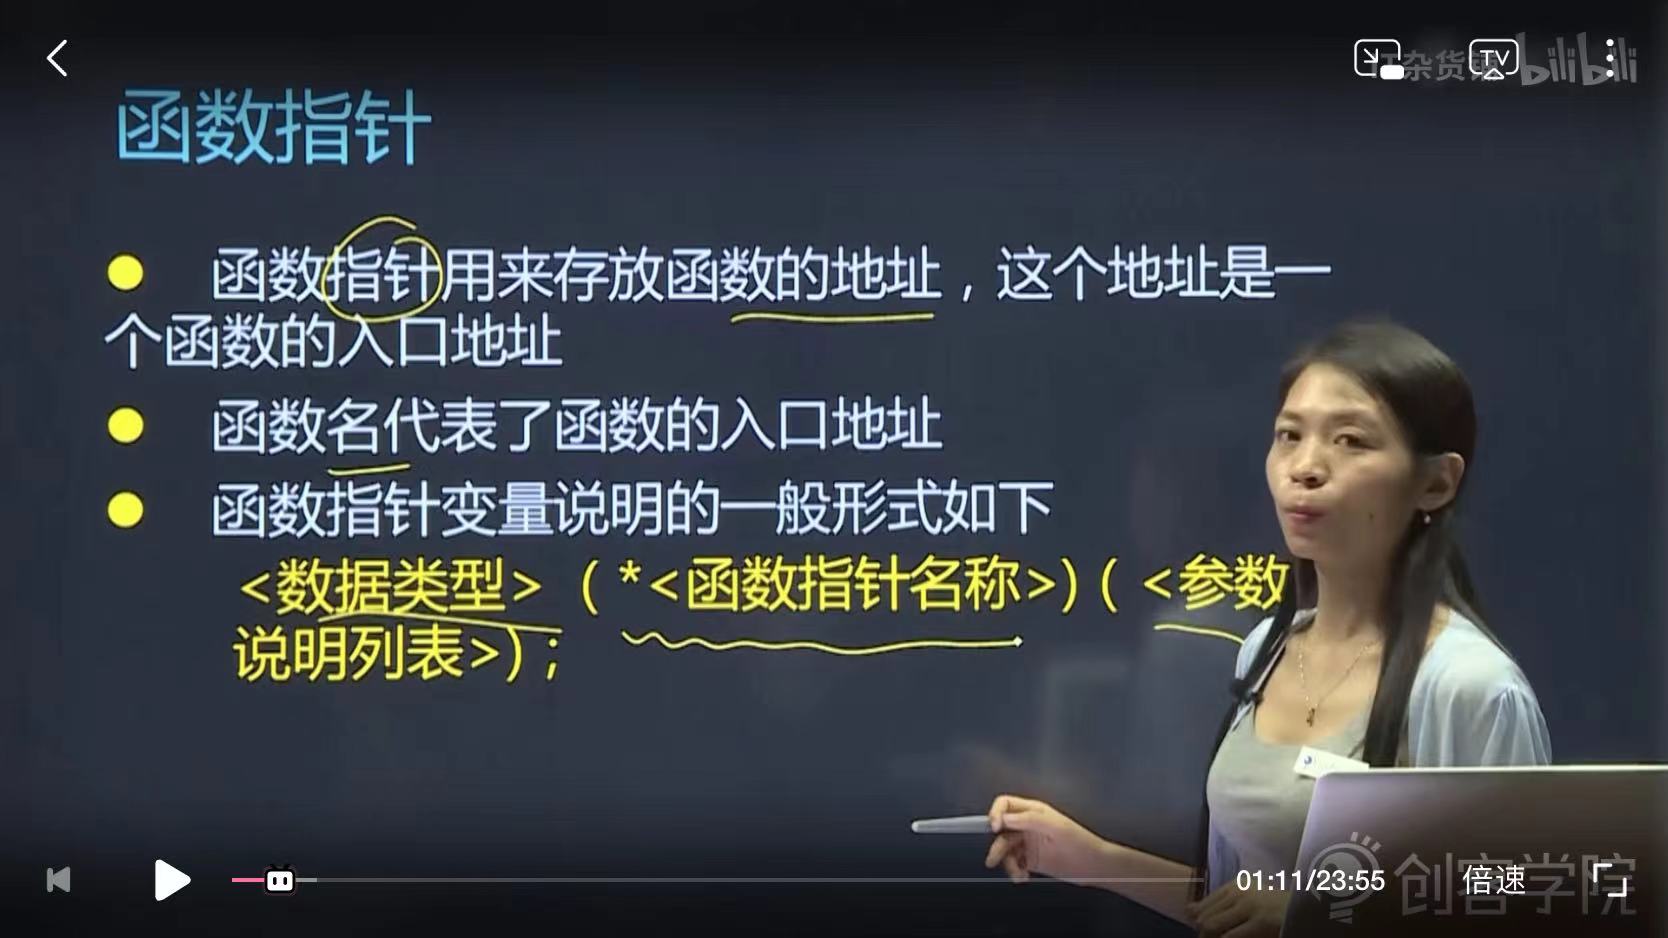 杂货铺 bilibili
TV
函数指针
函数指针用来存放函数的地址，这个地址是一
个函数的入口地址
函数名代表了函数的入口地址
函数指针变量说明的一般形式如下
<数据类型>（*<函数指针名称>)(<参数
说明列表>)；
01:11/23:55
倍速
创客学院